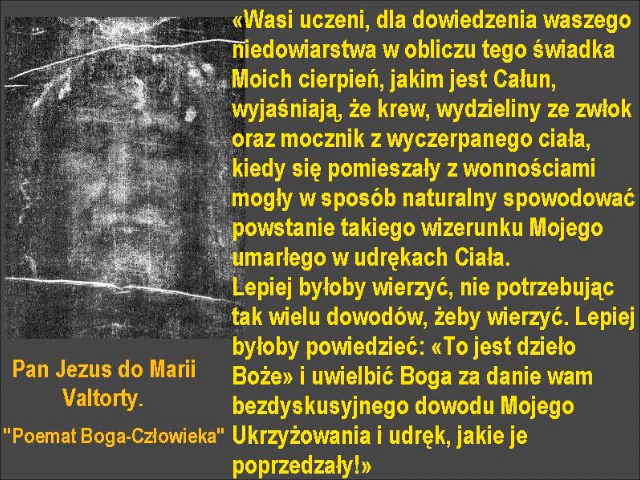 «Wasi uczeni, dla dowiedzenia waszego
niedowiarstwa w obliczu tego świadka
Moich cierpień, jakim jest Całun,
wyjaśniają, że krew, wydzieliny ze zwłok
oraz mocznik z wyczerpanego ciała,
kiedy się pomieszały z wonnościami
mogły w sposób naturalny spowodować
powstanie takiego wizerunku Mojego
umarłego w udrękach Ciała.
Lepiej byłoby wierzyć, nie potrzebując
tak wielu dowodów, żeby wierzyć. Lepiej
byłoby powiedzieć: «To jest dzieło
Boże» i uwielbić Boga za danie wam
bezdyskusyjnego dowodu Mojego
Ukrzyżowania i udręk, jakie je
poprzedzały!»
Pan Jezus do Marii
Valtorty.
"Poemat Boga-Człowieka"